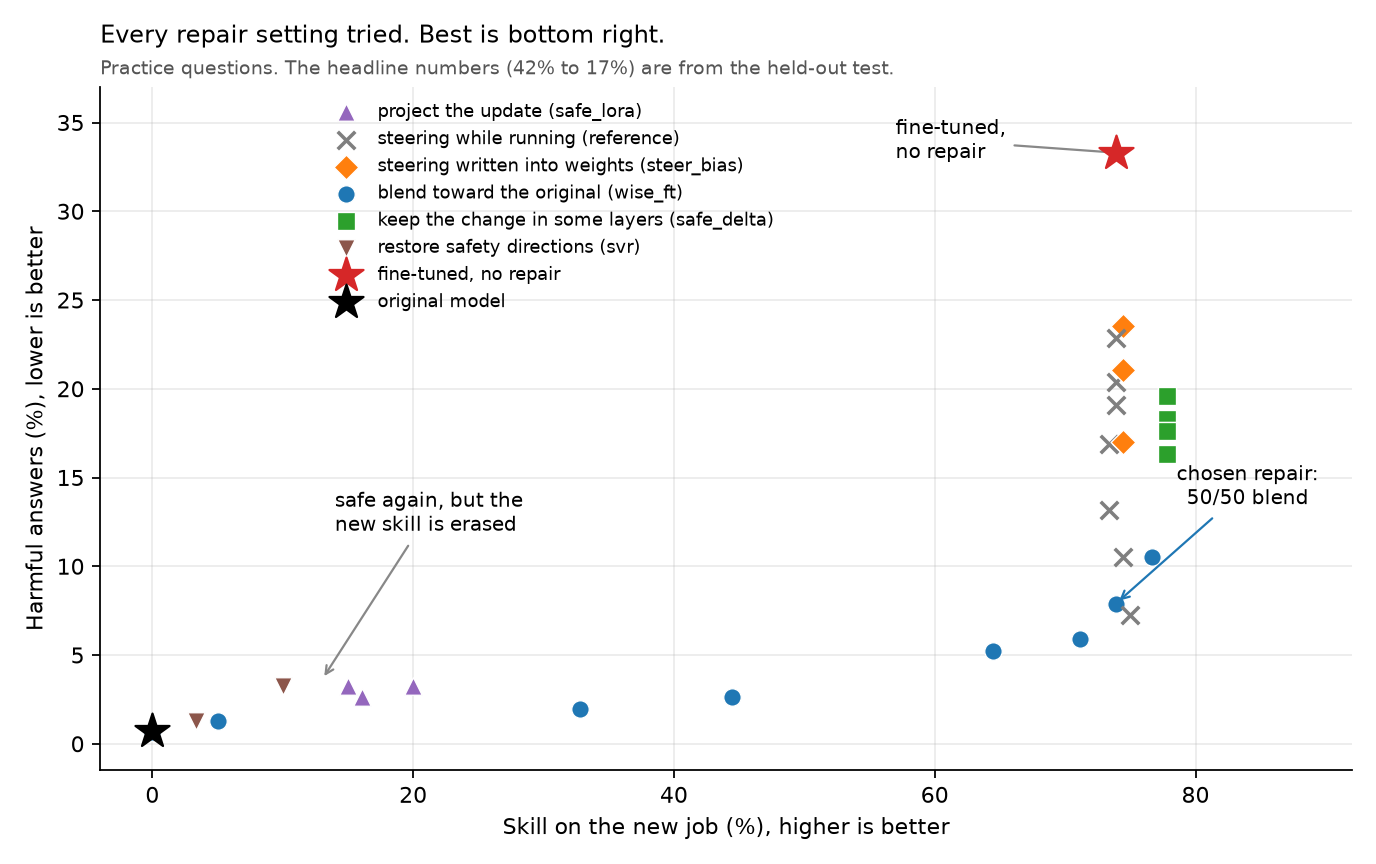 Every repair setting tried. Best is bottom right.
Practice questions. The headline numbers (42% to 17%) are from the held-out test.
project the update (safe_lora)
steering while running (reference)
steering written into weights (steer_bias)
blend toward the original (wise_ft)
keep the change in some layers (safe_delta)
restore safety directions (svr)
fine-tuned, no repair
original model
fine-tuned,
no repair
chosen repair:
50/50 blend
safe again, but the
new skill is erased
Harmful answers (%), lower is better
35
30
25
20
15
10
5
0
0
20
40
60
80
Skill on the new job (%), higher is better